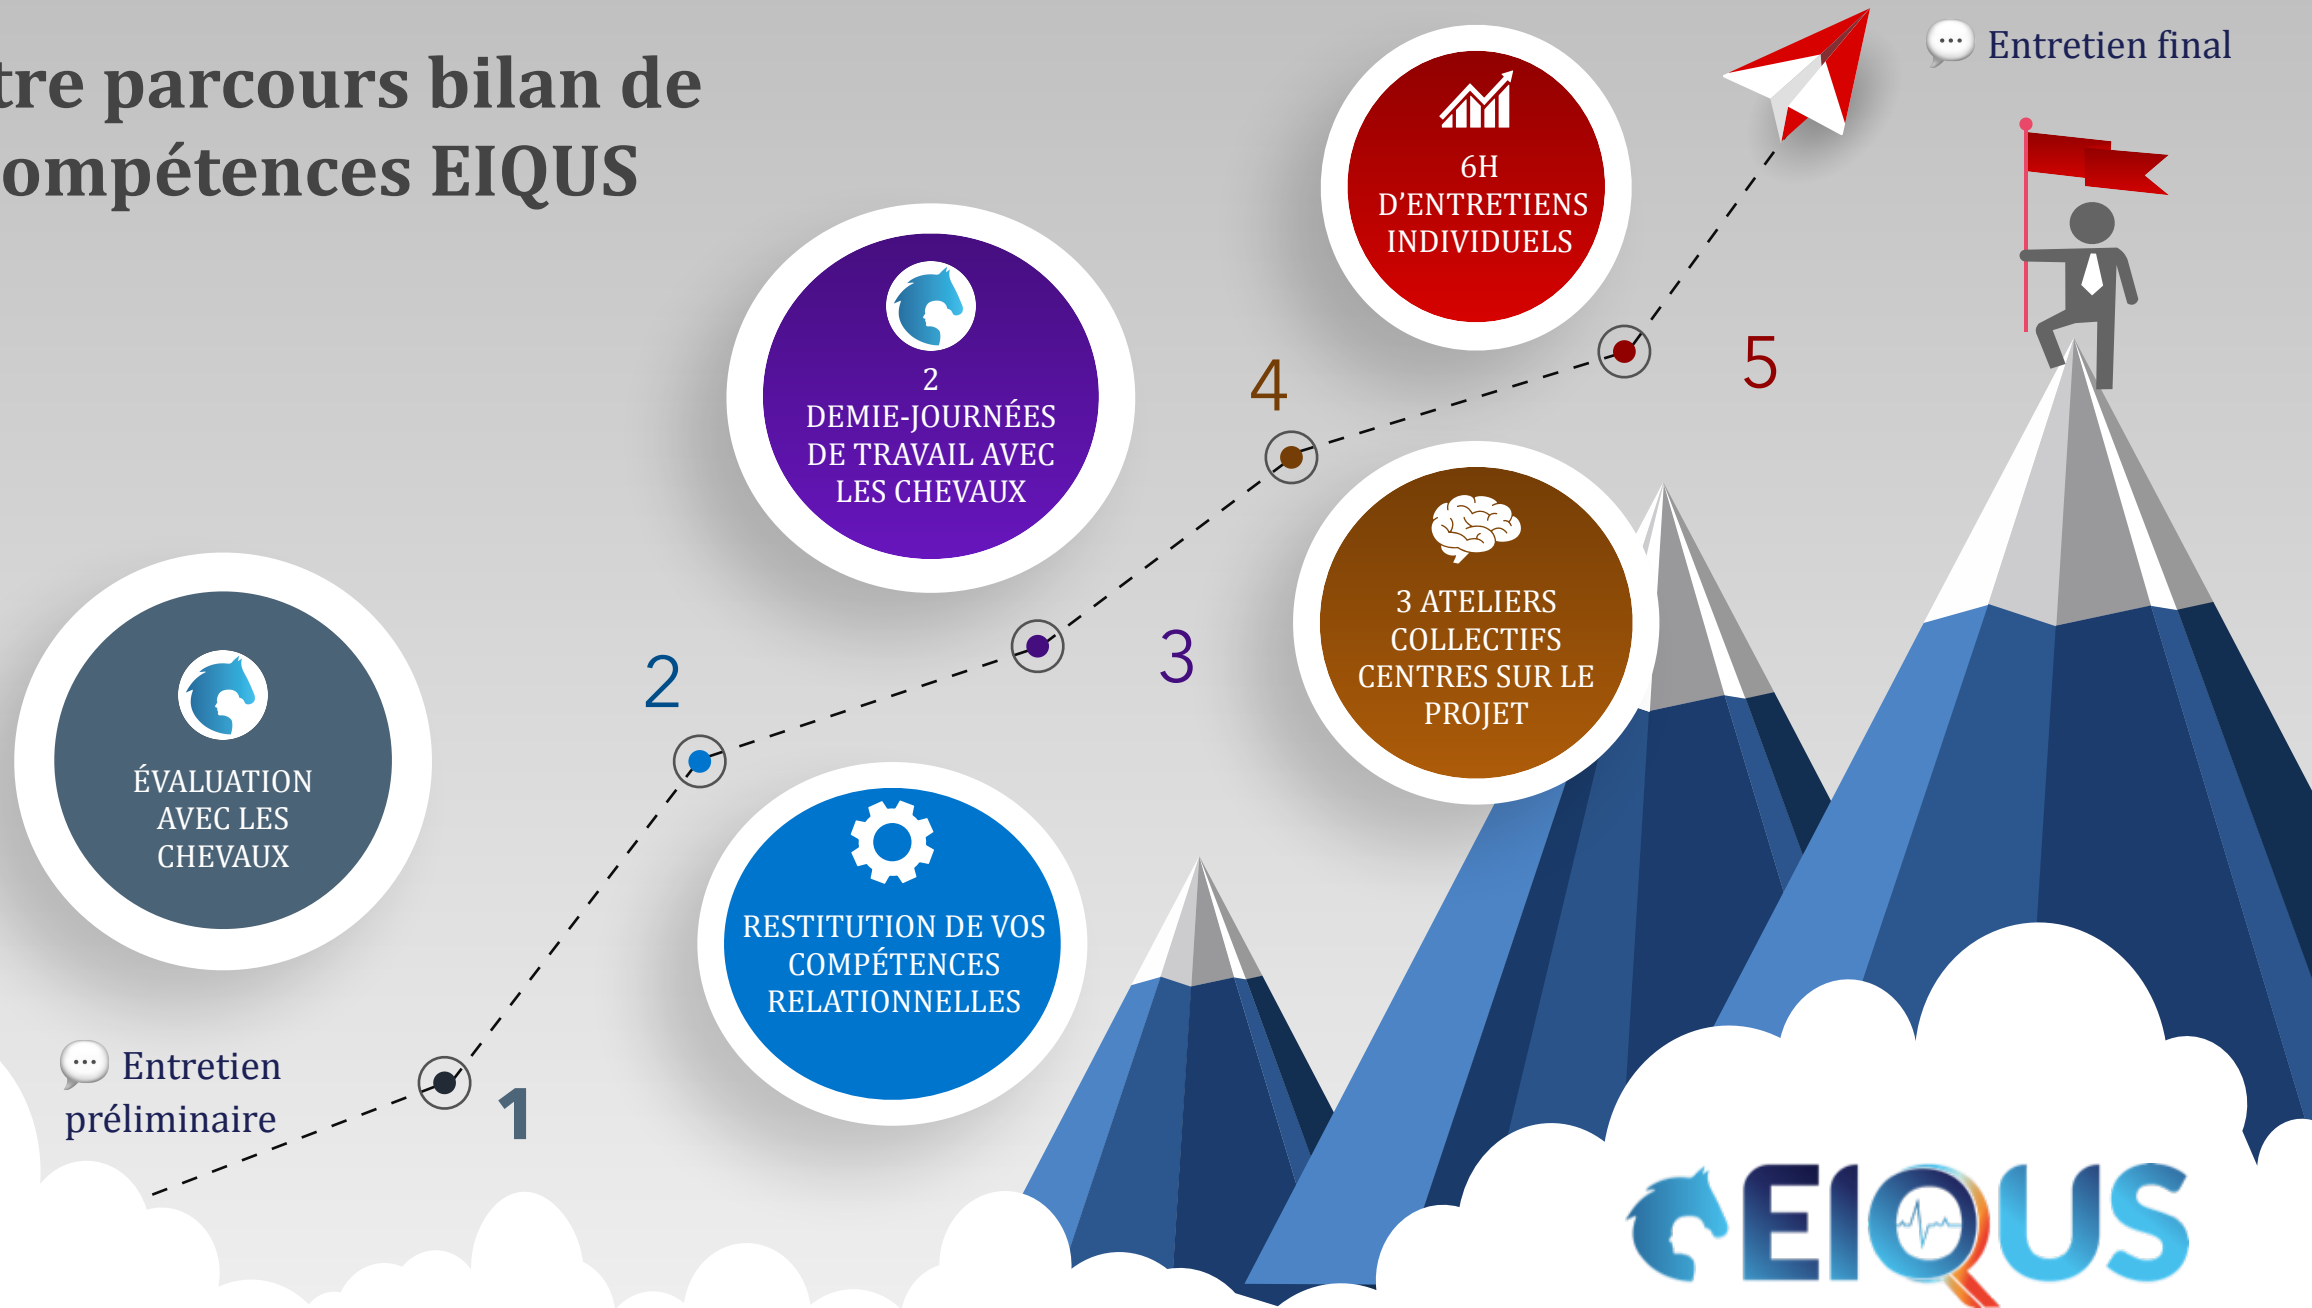 tre parcours bilan de
ompétences EIQUS
💬 Entretien final
6H
D’ENTRETIENS
INDIVIDUELS
5
4
2
DEMIE-JOURNÉES
DE TRAVAIL AVEC
LES CHEVAUX
3
3 ATELIERS
COLLECTIFS
CENTRES SUR LE
PROJET
2
ÉVALUATION
AVEC LES
CHEVAUX
RESTITUTION DE VOS
COMPÉTENCES
RELATIONNELLES
💬 Entretien
préliminaire
1
EIQUS